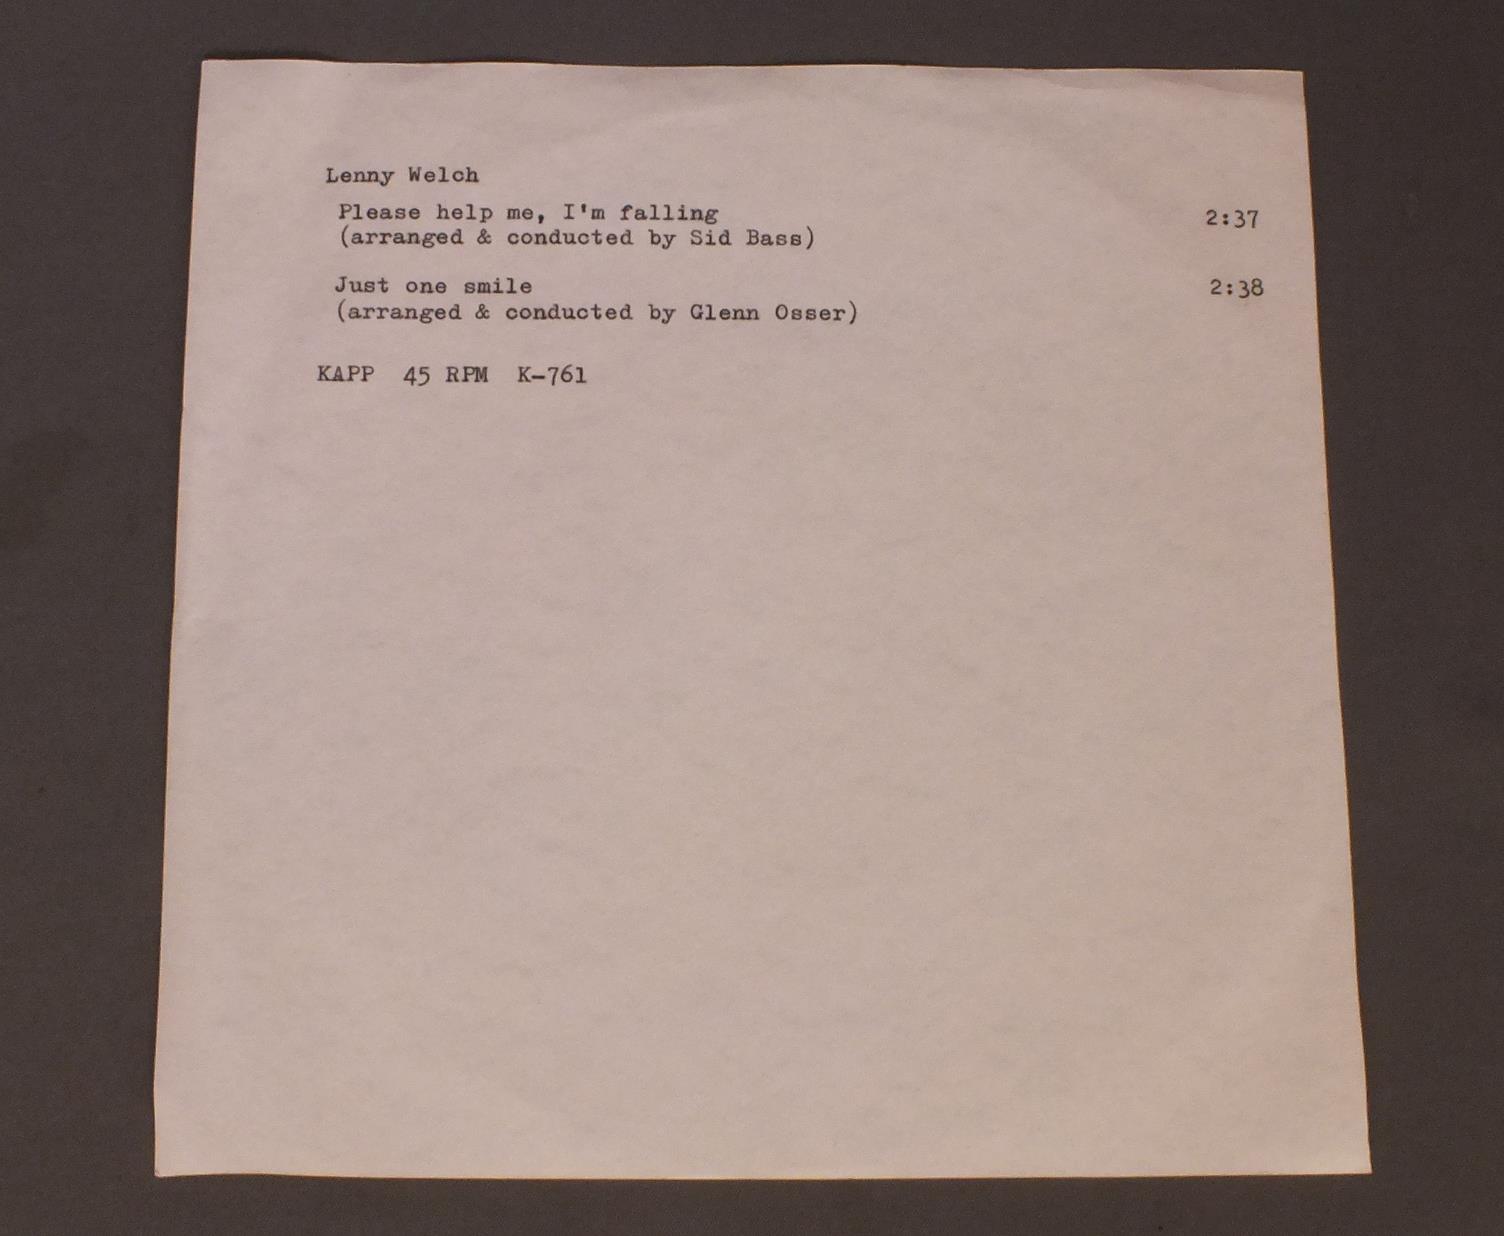 Lenny Welch
Please help me, I'm falling 2:37
(arranged & conducted by Sid Bass)
Just one smile 2:38
(arranged & conducted by Glenn Osser)
KAPP 45 RPM K-761